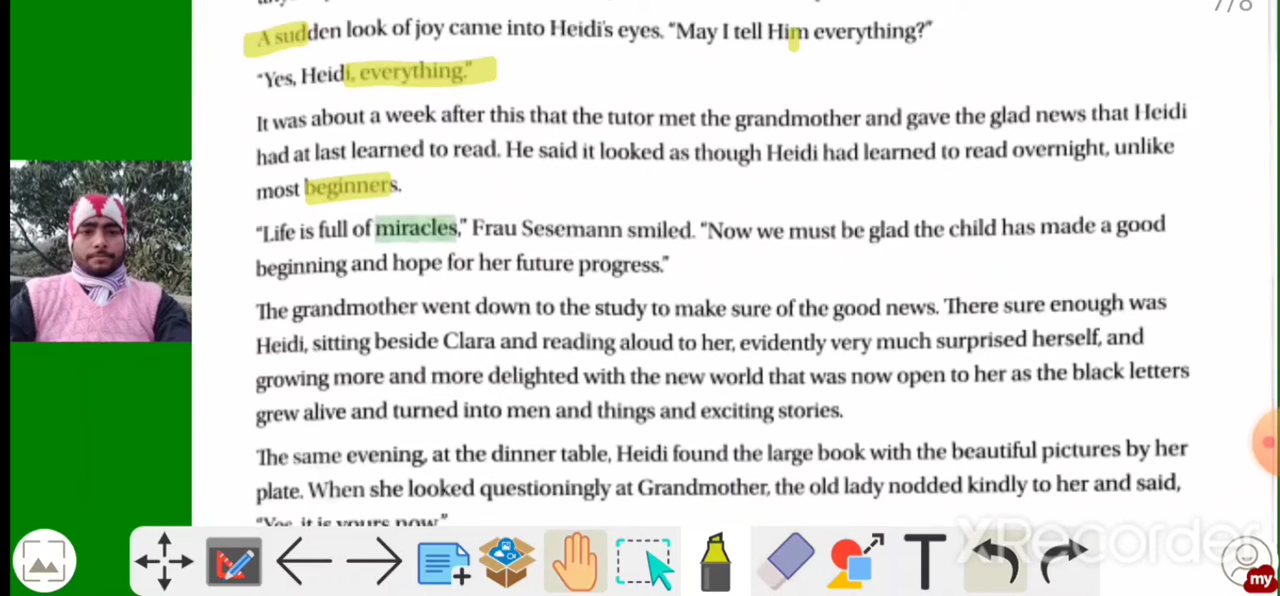 7/8
A sudden look of joy came into Heidi's eyes. “May I tell Him everything?”
“Yes, Heidi, everything.”
It was about a week after this that the tutor met the grandmother and gave the glad news that Heidi
had at last learned to read. He said it looked as though Heidi had learned to read overnight, unlike
most beginners.
“Life is full of miracles,” Frau Sesemann smiled. “Now we must be glad the child has made a good
beginning and hope for her future progress.”
The grandmother went down to the study to make sure of the good news. There sure enough was
Heidi, sitting beside Clara and reading aloud to her, evidently very much surprised herself, and
growing more and more delighted with the new world that was now open to her as the black letters
grew alive and turned into men and things and exciting stories.
The same evening, at the dinner table, Heidi found the large book with the beautiful pictures by her
plate. When she looked questioningly at Grandmother, the old lady nodded kindly to her and said,
“Yes, it is yours now.”
T
XRecorder
my